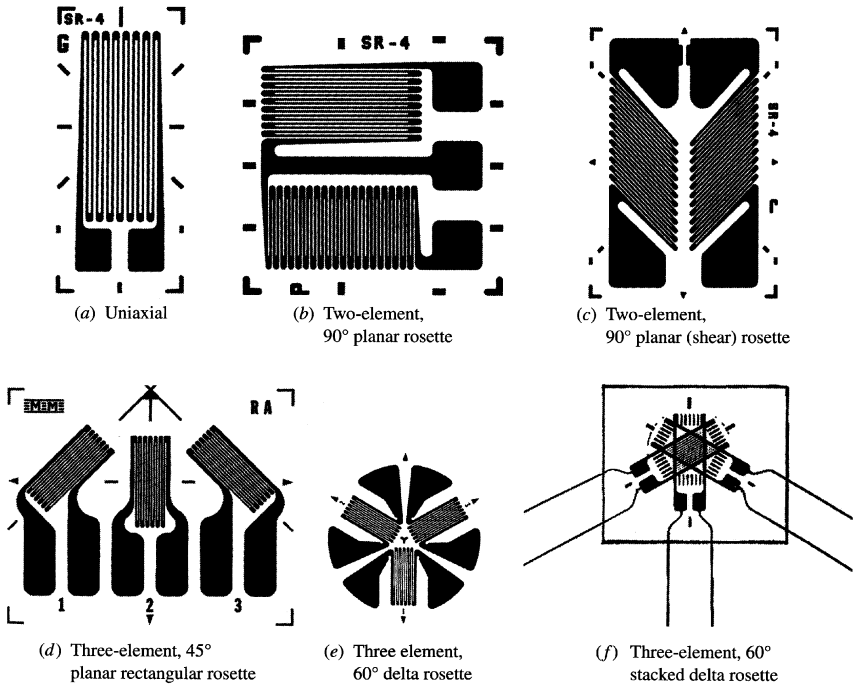 SR-4
G
(a) Uniaxial
SR-4
P
(b) Two-element,
90° planar rosette
SR-4
(c) Two-element,
90° planar (shear) rosette
M-M
RA
1 2 3
(d) Three-element, 45°
planar rectangular rosette
(e) Three element,
60° delta rosette
(f) Three-element, 60°
stacked delta rosette